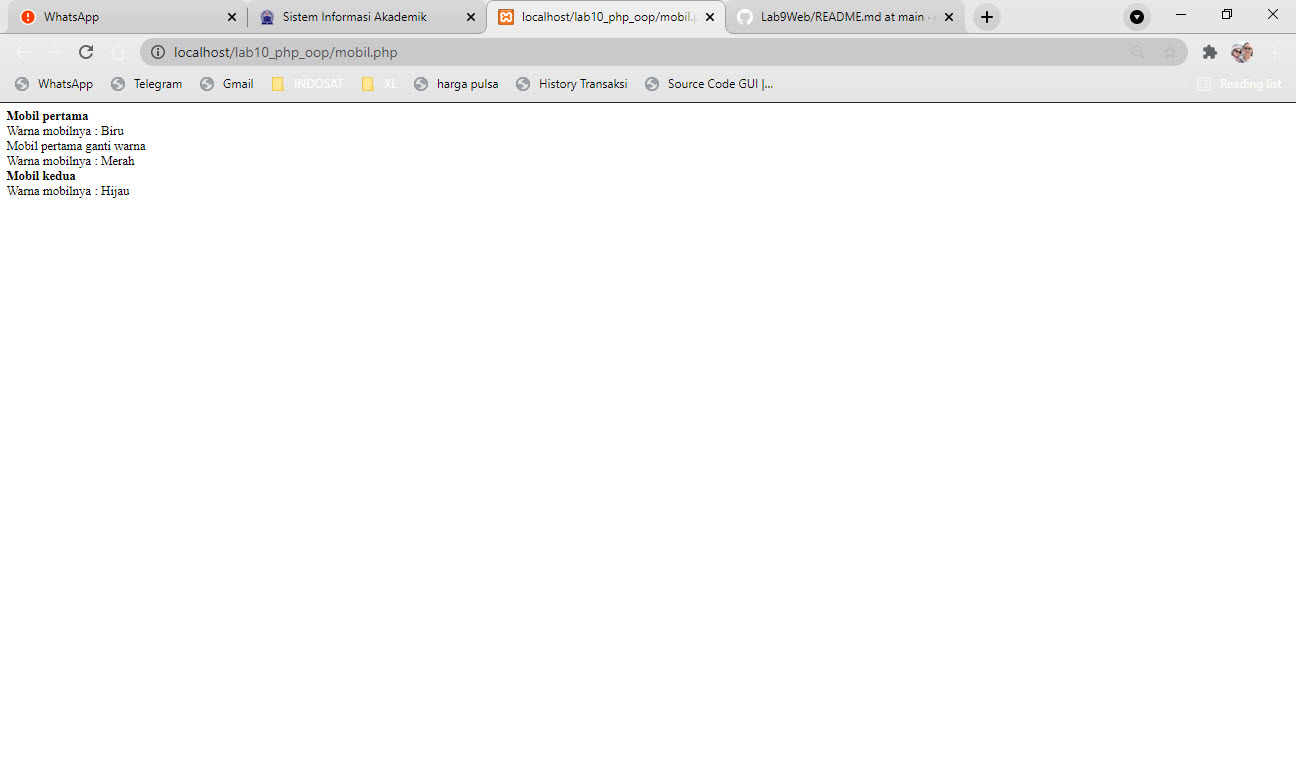 WhatsApp
Sistem Informasi Akademik
localhost/lab10_php_oop/mobil.p
Lab9Web/README.md at main ·
localhost/lab10_php_oop/mobil.php
WhatsApp
Telegram
Gmail
INDOSAT
XL
harga pulsa
History Transaksi
Source Code GUI |...
Reading list
Mobil pertama
Warna mobilnya : Biru
Mobil pertama ganti warna
Warna mobilnya : Merah
Mobil kedua
Warna mobilnya : Hijau